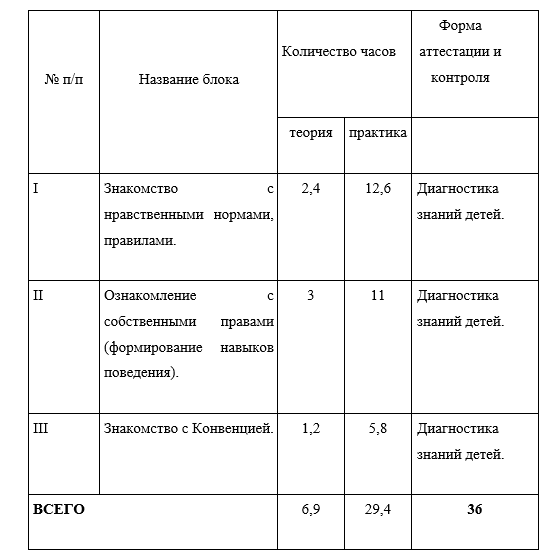 № п/п
Название блока
Количество часов
Форма
аттестации и
контроля
теория
практика
I
Знакомство с
нравственными нормами,
правилами.
2,4
12,6
Диагностика
знаний детей.
II
Ознакомление с
собственными правами
(формирование навыков
поведения).
3
11
Диагностика
знаний детей.
III
Знакомство с Конвенцией.
1,2
5,8
Диагностика
знаний детей.
ВСЕГО
6,9
29,4
36